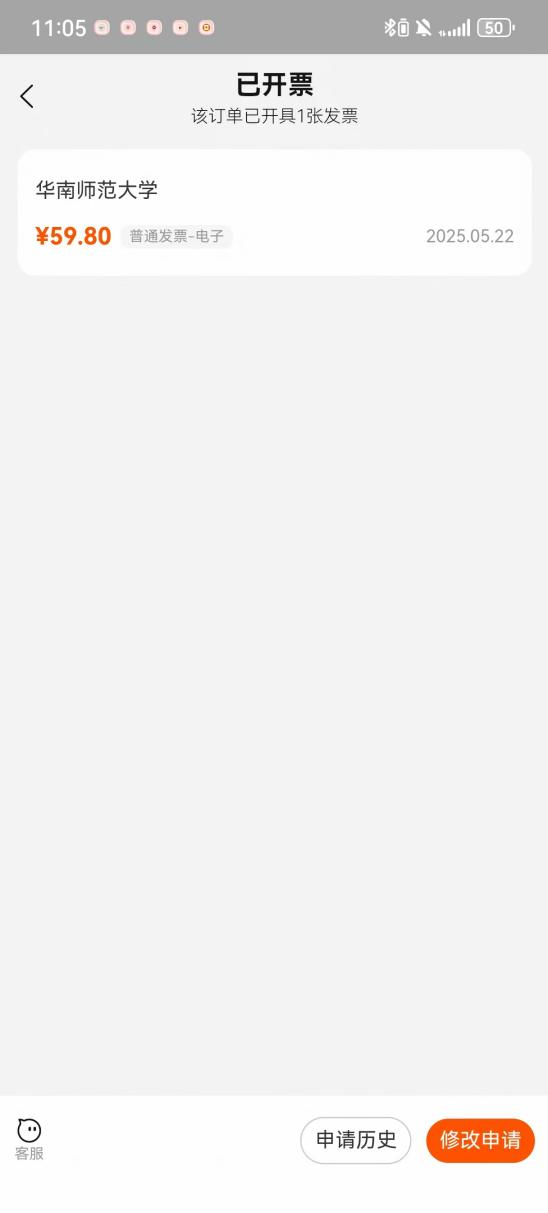 11:05
50
已开票
该订单已开具1张发票
华南师范大学
¥59.80 普通发票-电子 2025.05.22
客服
申请历史 修改申请